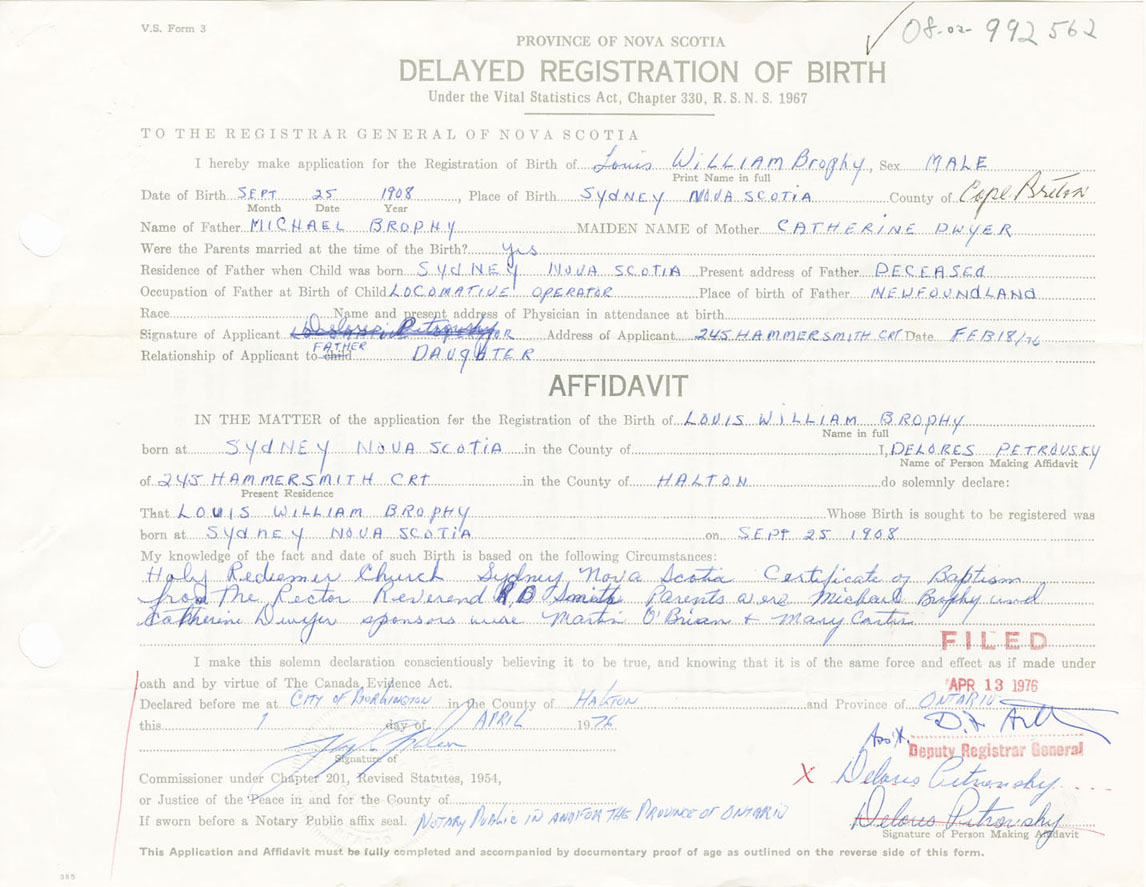 V.S. Form 3
08-02-992562
PROVINCE OF NOVA SCOTIA
DELAYED REGISTRATION OF BIRTH
Under the Vital Statistics Act, Chapter 330, R. S. N. S. 1967
TO THE REGISTRAR GENERAL OF NOVA SCOTIA
I hereby make application for the Registration of Birth of Louis WILLIAM Brophy, Sex MALE
Print Name in full
Date of Birth SEPT 25 1908, Place of Birth SYDNEY NOVA SCOTIA County of Cape Breton
Month Date Year
Name of Father MICHAEL BROPHY MAIDEN NAME of Mother CATHERINE DWYER
Were the Parents married at the time of the Birth? Yes
Residence of Father when Child was born SYDNEY NOVA SCOTIA Present address of Father DECEASED
Occupation of Father at Birth of Child LOCOMATIVE OPERATOR Place of birth of Father NEWFOUNDLAND
Race Name and present address of Physician in attendance at birth
Signature of Applicant Delores Petrovsky Address of Applicant 245 HAMMERSMITH CRT Date FEB 18/76
FATHER
Relationship of Applicant to child DAUGHTER
AFFIDAVIT
IN THE MATTER of the application for the Registration of the Birth of LOUIS WILLIAM BROPHY
Name in full
born at SYDNEY NOVA SCOTIA in the County of I, DELORES PETROVSKY
Name of Person Making Affidavit
of 245 HAMMERSMITH CRT in the County of HALTON do solemnly declare:
Present Residence
That LOUIS WILLIAM BROPHY Whose Birth is sought to be registered was
born at SYDNEY NOVA SCOTIA on SEPT 25 1908
My knowledge of the fact and date of such Birth is based on the following Circumstances:
Holy Redeemer Church Sydney Nova Scotia Certificate of Baptism
from The Rector Reverend R B Smith Parents were Michael Brophy and
Catherine Dwyer sponsors were Martin O'Brian + Mary Carter
FILED
I make this solemn declaration conscientiously believing it to be true, and knowing that it is of the same force and effect as if made under
oath and by virtue of The Canada Evidence Act.
APR 13 1976
Declared before me at CITY OF BURLINGTON in the County of HALTON and Province of ONTARIO
this 1 day of APRIL 1976
Ass't.
Deputy Registrar General
Signature of
Commissioner under Chapter 201, Revised Statutes, 1954,
X Deloris Petrovsky
or Justice of the Peace in and for the County of
If sworn before a Notary Public affix seal. NOTARY PUBLIC IN AND FOR THE PROVINCE OF ONTARIO
Deloris Petrovsky
Signature of Person Making Affidavit
This Application and Affidavit must be fully completed and accompanied by documentary proof of age as outlined on the reverse side of this form.
385